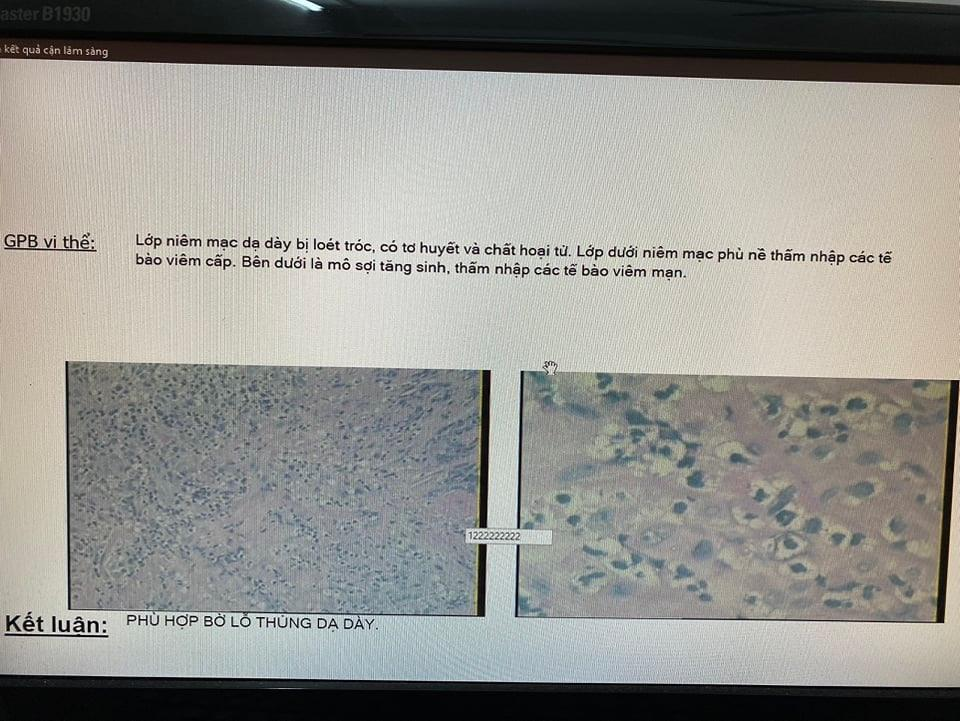 aster B1930
kết quả cận lâm sàng
GPB vi thể:
Lớp niêm mạc dạ dày bị loét tróc, có tơ huyết và chất hoại tử. Lớp dưới niêm mạc phù nề thấm nhập các tế
bào viêm cấp. Bên dưới là mô sợi tăng sinh, thấm nhập các tế bào viêm mạn.
1222222222
Kết luận:
PHÙ HỢP BỜ LỖ THỦNG DẠ DÀY.